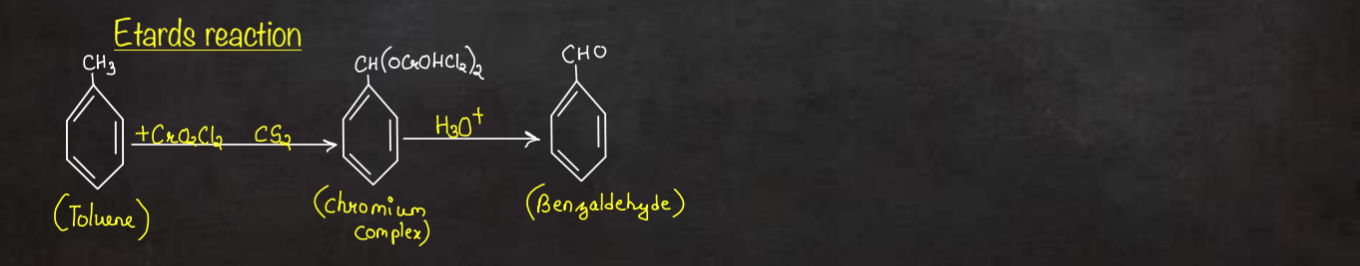 Etards reaction
CH3
CH(OCrOHCl2)2
CHO
+CrO2Cl2 CS2
H3O+
(Toluene)
(Chromium
complex)
(Benzaldehyde)